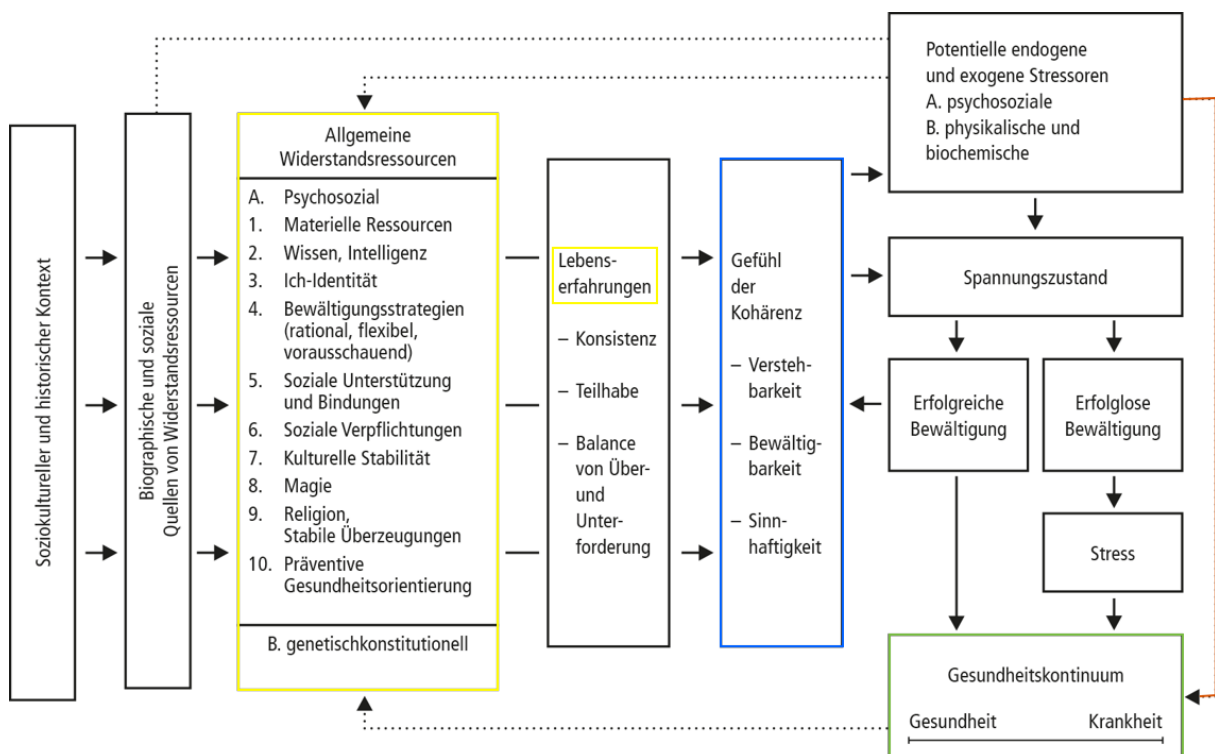 Soziokultureller und historischer Kontext
Biographische und soziale
Quellen von Widerstandsressourcen
Allgemeine
Widerstandsressourcen
A. Psychosozial
1. Materielle Ressourcen
2. Wissen, Intelligenz
3. Ich-Identität
4. Bewältigungsstrategien
(rational, flexibel,
vorausschauend)
5. Soziale Unterstützung
und Bindungen
6. Soziale Verpflichtungen
7. Kulturelle Stabilität
8. Magie
9. Religion,
Stabile Überzeugungen
10. Präventive
Gesundheitsorientierung
B. genetischkonstitutionell
Lebens-
erfahrungen
– Konsistenz
– Teilhabe
– Balance
von Über-
und
Unter-
forderung
Gefühl
der
Kohärenz
– Versteh-
barkeit
– Bewältig-
barkeit
– Sinn-
haftigkeit
Potentielle endogene
und exogene Stressoren
A. psychosoziale
B. physikalische und
biochemische
Spannungszustand
Erfolgreiche
Bewältigung
Erfolglose
Bewältigung
Stress
Gesundheitskontinuum
Gesundheit Krankheit